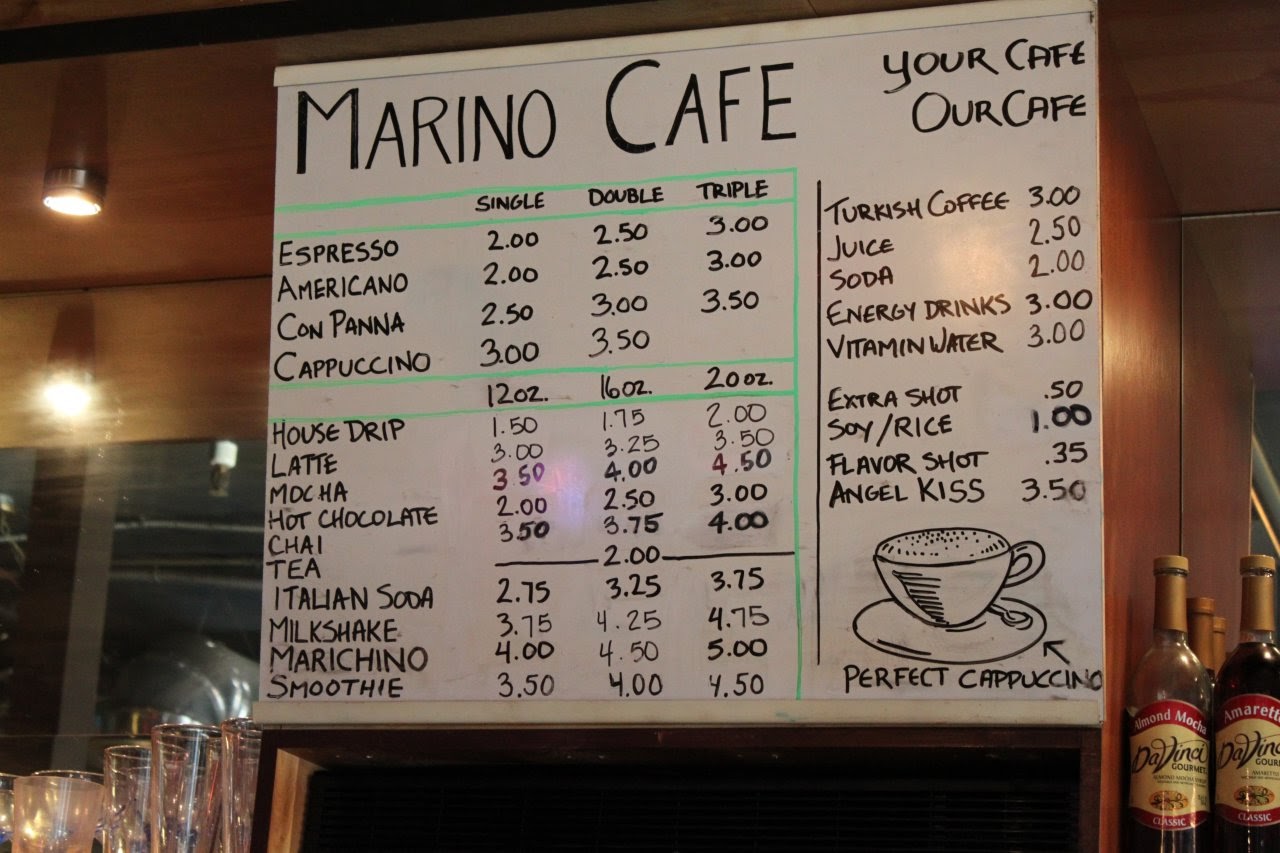 MARINO CAFE
YOUR CAFE
OUR CAFE
SINGLE DOUBLE TRIPLE
ESPRESSO 2.00 2.50 3.00
AMERICANO 2.00 2.50 3.00
CON PANNA 2.50 3.00 3.50
CAPPUCCINO 3.00 3.50
12oz. 16oz. 20oz.
HOUSE DRIP 1.50 1.75 2.00
LATTE 3.00 3.25 3.50
MOCHA 3.50 4.00 4.50
HOT CHOCOLATE 2.00 2.50 3.00
CHAI 3.50 3.75 4.00
TEA 2.00
ITALIAN SODA 2.75 3.25 3.75
MILKSHAKE 3.75 4.25 4.75
MARICHINO 4.00 4.50 5.00
SMOOTHIE 3.50 4.00 4.50
TURKISH COFFEE 3.00
JUICE 2.50
SODA 2.00
ENERGY DRINKS 3.00
VITAMIN WATER 3.00
EXTRA SHOT .50
SOY/RICE 1.00
FLAVOR SHOT .35
ANGEL KISS 3.50
PERFECT CAPPUCCINO
Almond Mocha
DaVinci
GOURMET
CLASSIC
Amarett
DaVinci
GOURM
CLASSIC